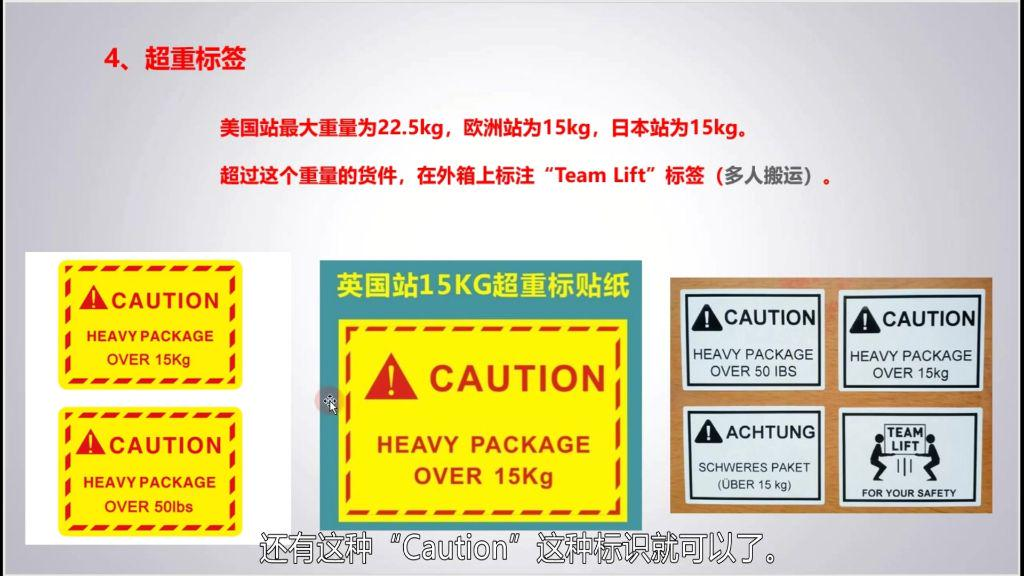 4、超重标签
美国站最大重量为22.5kg，欧洲站为15kg，日本站为15kg。
超过这个重量的货件，在外箱上标注“Team Lift”标签（多人搬运）。
CAUTION
HEAVY PACKAGE
OVER 15Kg
CAUTION
HEAVY PACKAGE
OVER 50lbs
英国站15KG超重标贴纸
CAUTION
HEAVY PACKAGE
OVER 15Kg
CAUTION
HEAVY PACKAGE
OVER 50 IBS
CAUTION
HEAVY PACKAGE
OVER 15kg
ACHTUNG
SCHWERES PAKET
(ÜBER 15 kg)
TEAM
LIFT
FOR YOUR SAFETY
还有这种“Caution”这种标识就可以了。